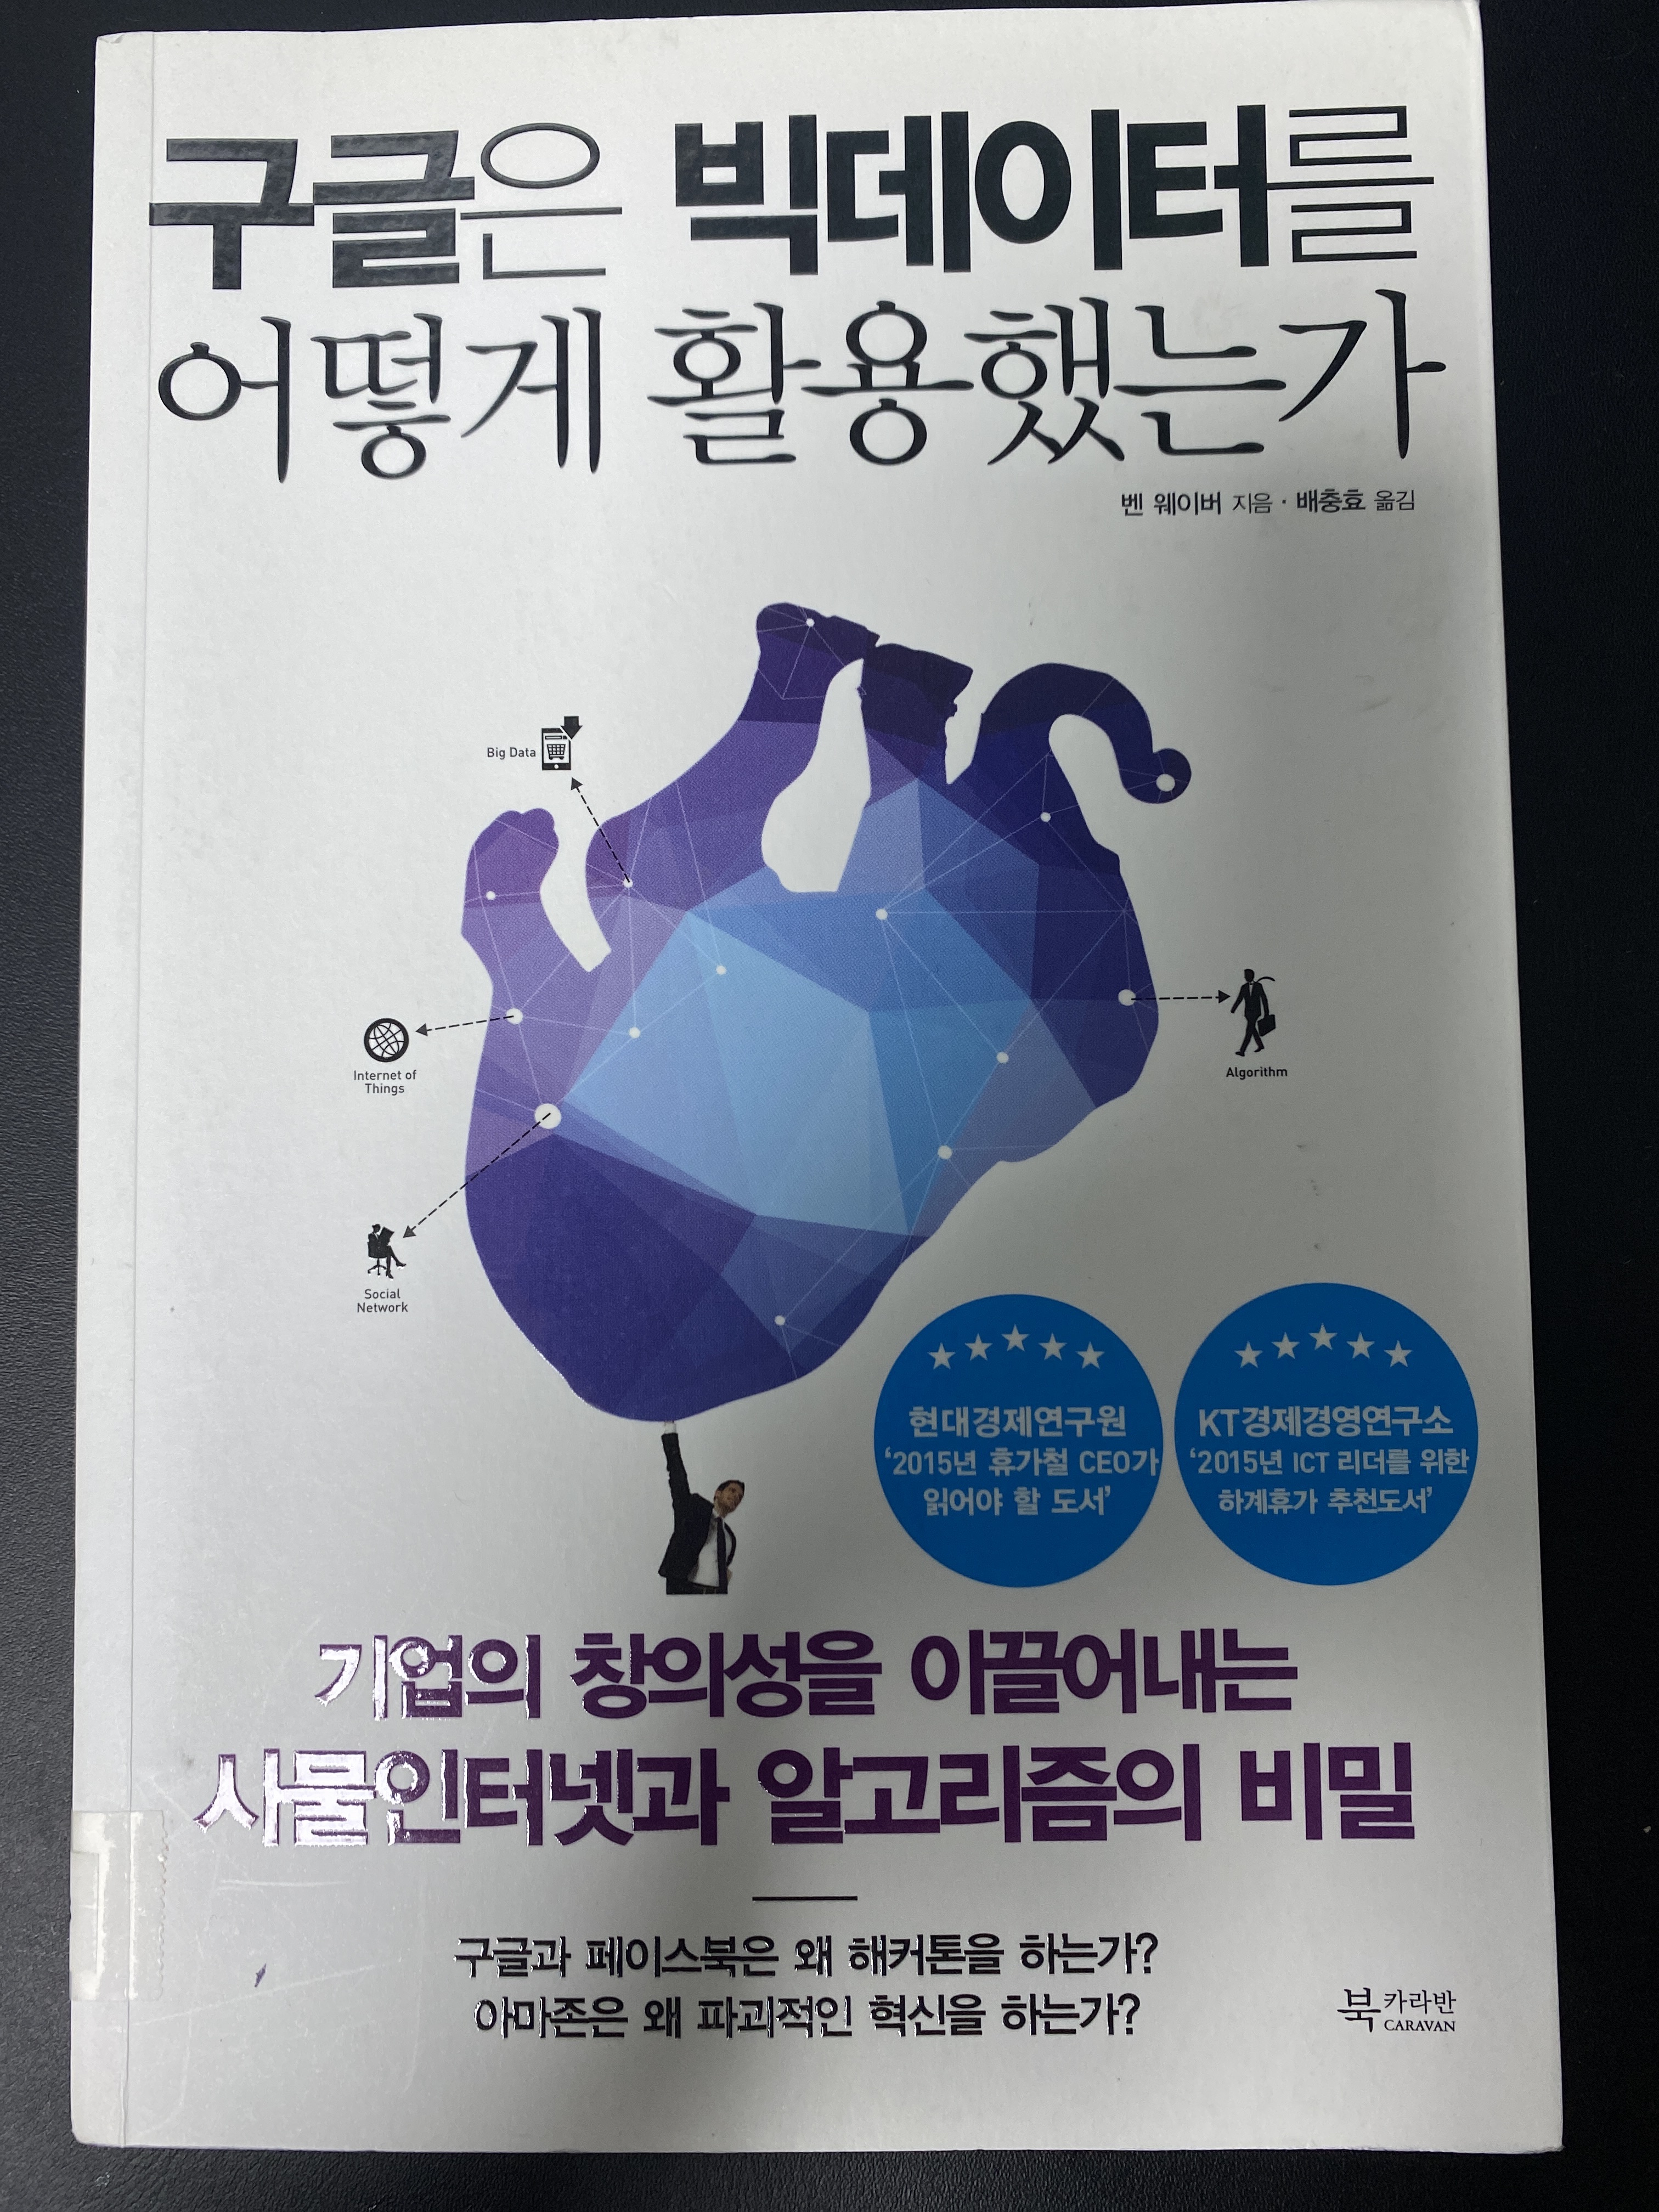 구글은 빅데이터를
어떻게 활용했는가
벤 웨이버 지음 · 배충효 옮김
Big Data
Internet of
Things
Algorithm
Social
Network
현대경제연구원
‘2015년 휴가철 CEO가
읽어야 할 도서’
KT경제경영연구소
‘2015년 ICT 리더를 위한
하계휴가 추천도서’
기업의 창의성을 이끌어내는
사물인터넷과 알고리즘의 비밀
구글과 페이스북은 왜 해커톤을 하는가?
아마존은 왜 파괴적인 혁신을 하는가?
북카라반
CARAVAN